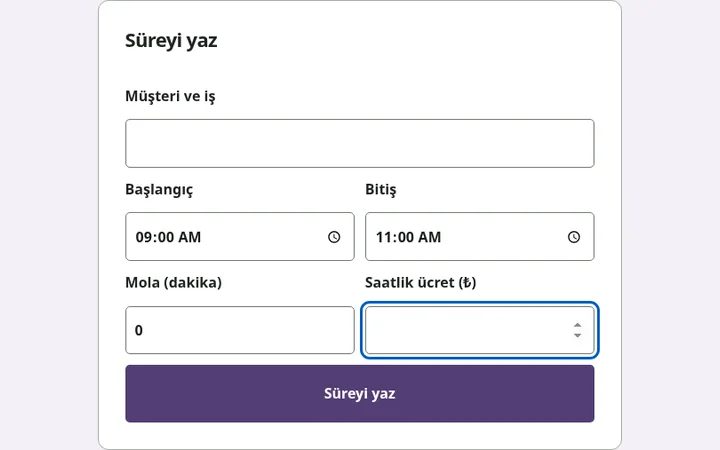 Süreyi yaz
Müşteri ve iş
Başlangıç
Bitiş
09:00 AM
11:00 AM
Mola (dakika)
Saatlik ücret (₺)
0
Süreyi yaz